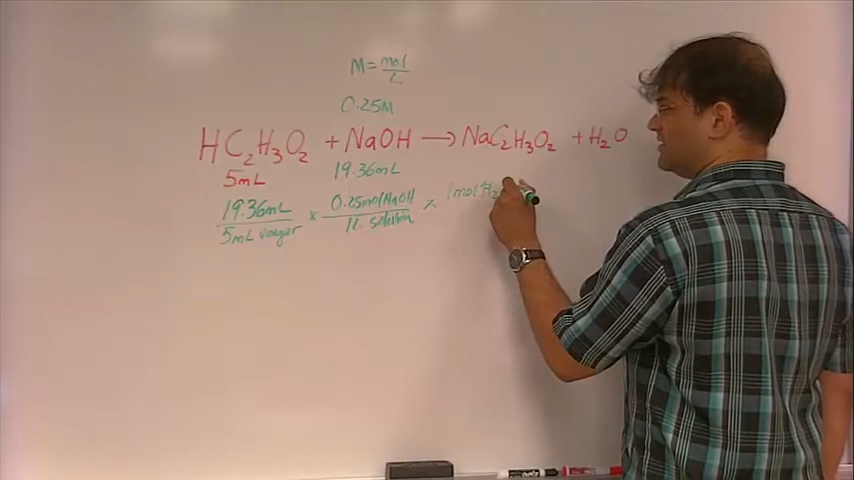 M = mol/L
0.25M
HC₂H₃O₂ + NaOH → NaC₂H₃O₂ + H₂O
5mL 19.36mL
19.36mL/5mL vinegar × 0.25mol NaOH/1L solution × 1mol